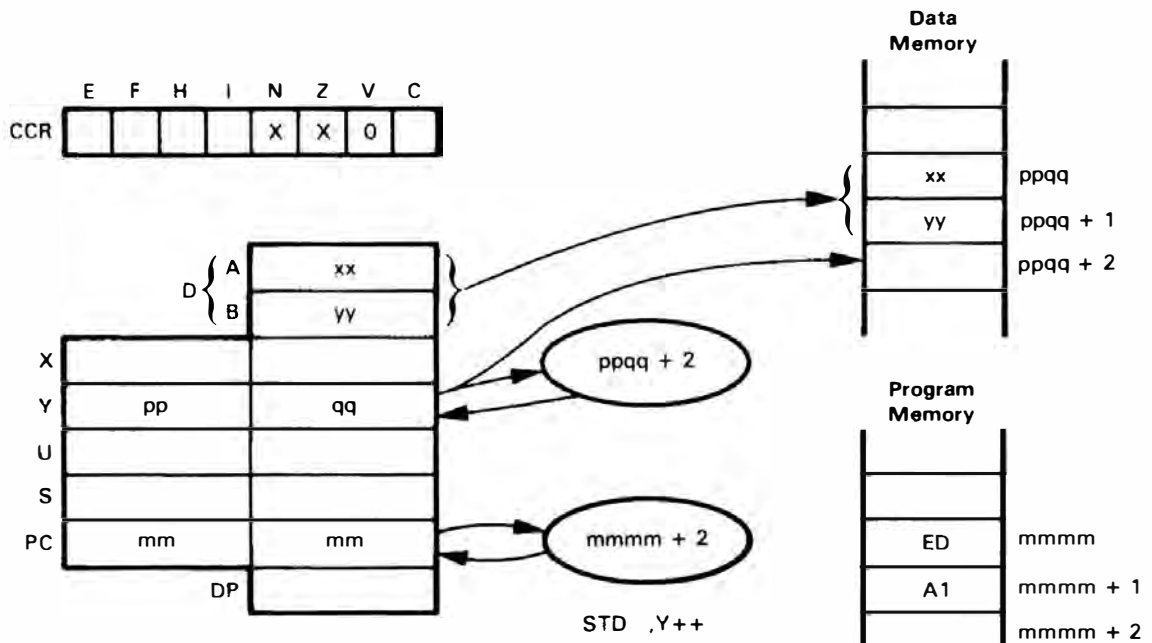 Data
Memory
E F H I N Z V C
CCR X X 0
xx ppqq
yy ppqq + 1
ppqq + 2
D A xx
B yy
X
ppqq + 2
Y pp qq
U
S
PC mm mm
mmmm + 2
DP
STD ,Y++
Program
Memory
ED mmmm
A1 mmmm + 1
mmmm + 2